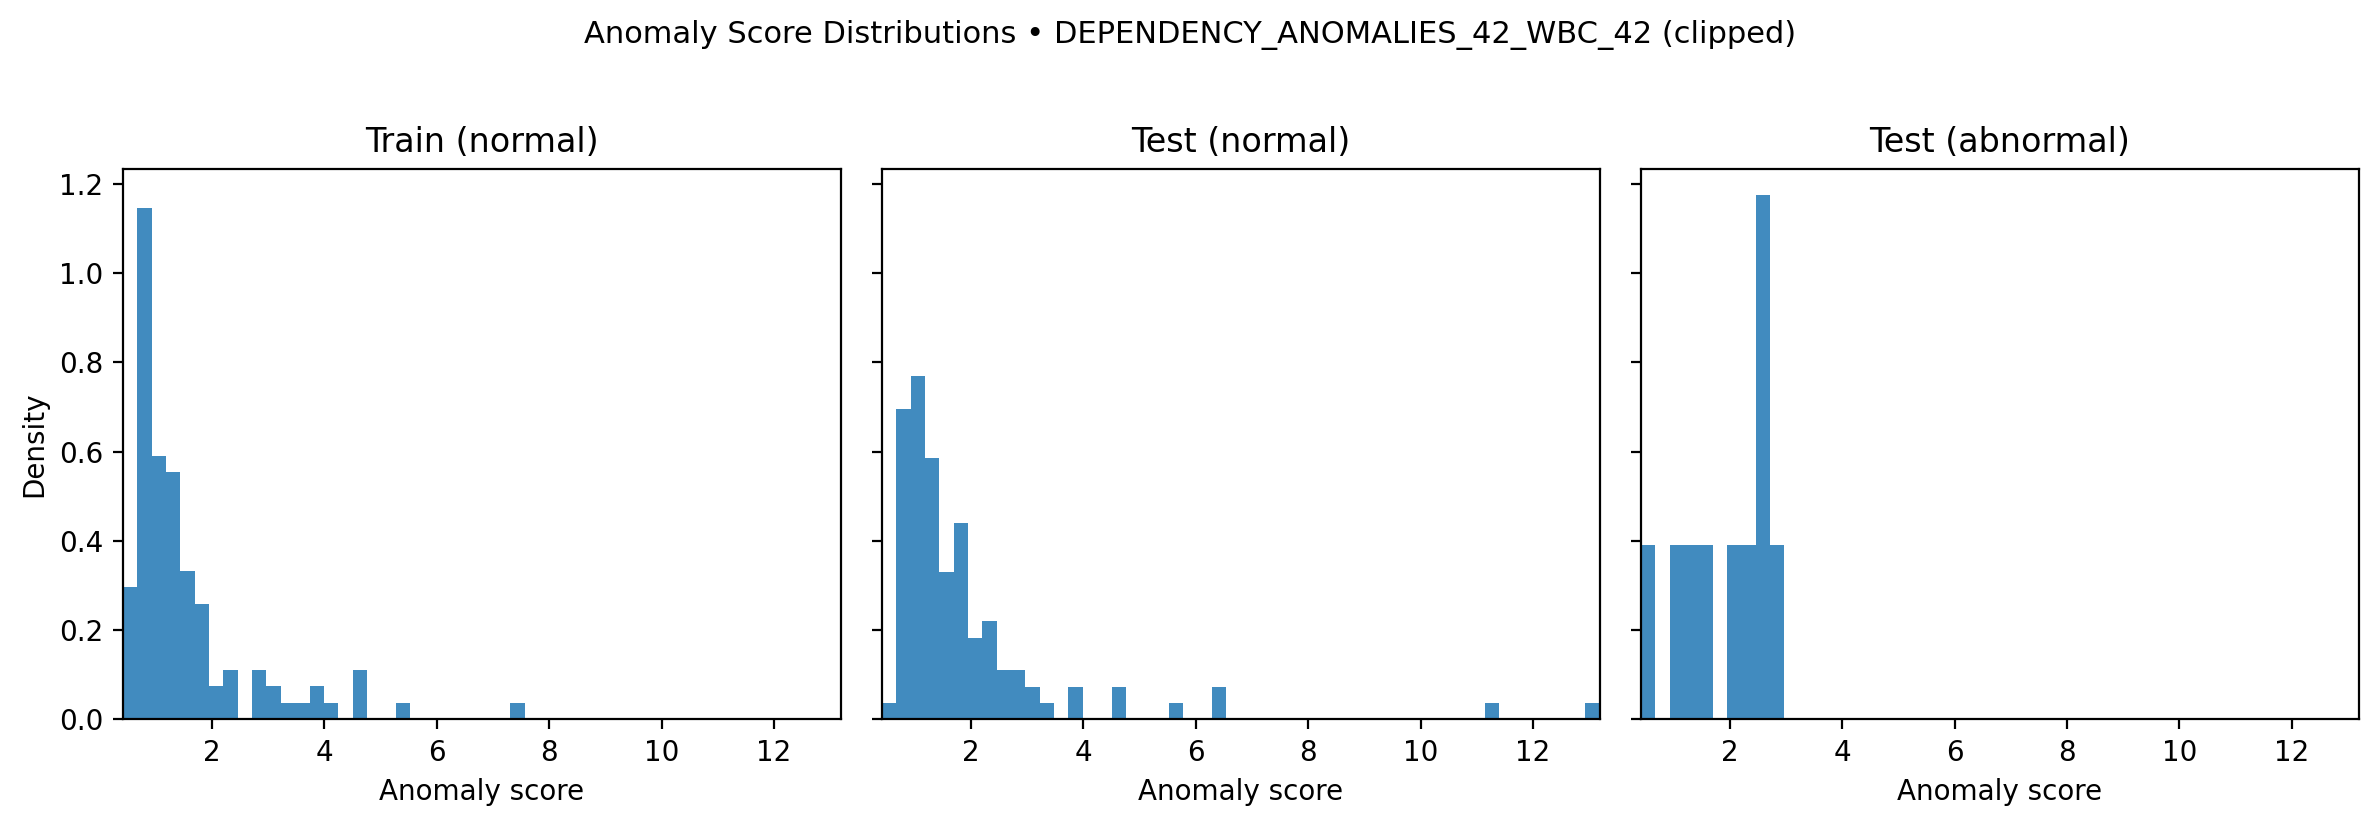 Anomaly Score Distributions • DEPENDENCY_ANOMALIES_42_WBC_42 (clipped)
Train (normal)
Test (normal)
Test (abnormal)
Density
1.2
1.0
0.8
0.6
0.4
0.2
0.0
2 4 6 8 10 12
2 4 6 8 10 12
2 4 6 8 10 12
Anomaly score
Anomaly score
Anomaly score